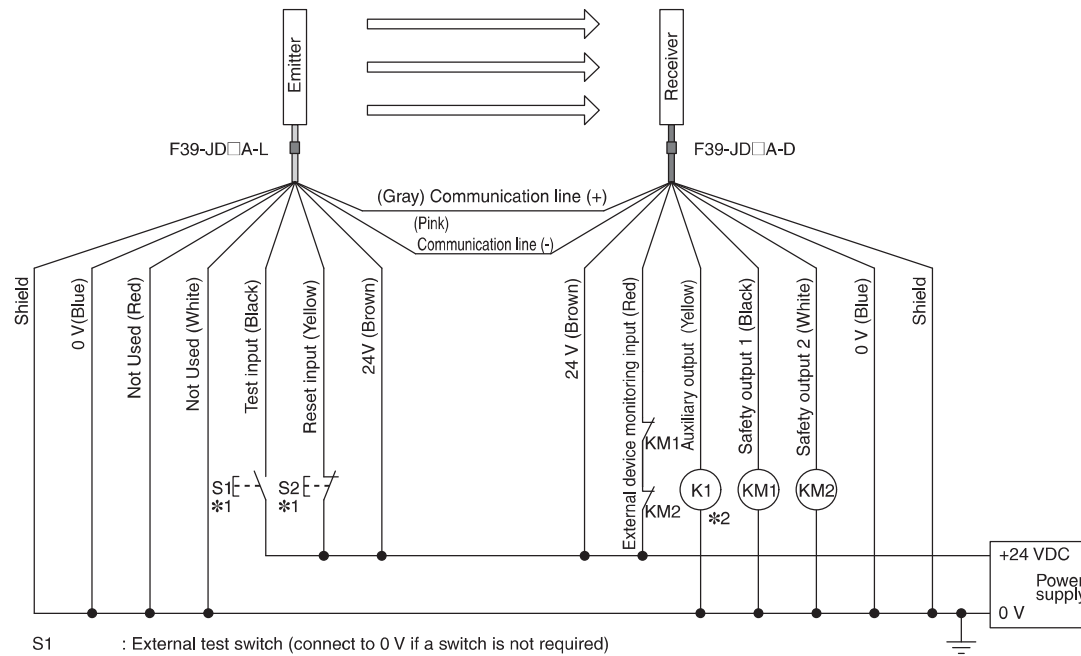 Emitter
Receiver
F39-JD□A-L
F39-JD□A-D
(Gray) Communication line (+)
(Pink)
Communication line (-)
Shield
0 V(Blue)
Not Used (Red)
Not Used (White)
Test input (Black)
Reset input (Yellow)
24V (Brown)
24 V (Brown)
External device monitoring input (Red)
Auxiliary output (Yellow)
Safety output 1 (Black)
Safety output 2 (White)
0 V (Blue)
Shield
S1
✻1
S2
✻1
KM1
KM2
K1
✻2
KM1
KM2
+24 VDC
Power supply
0 V
S1 : External test switch (connect to 0 V if a switch is not required)